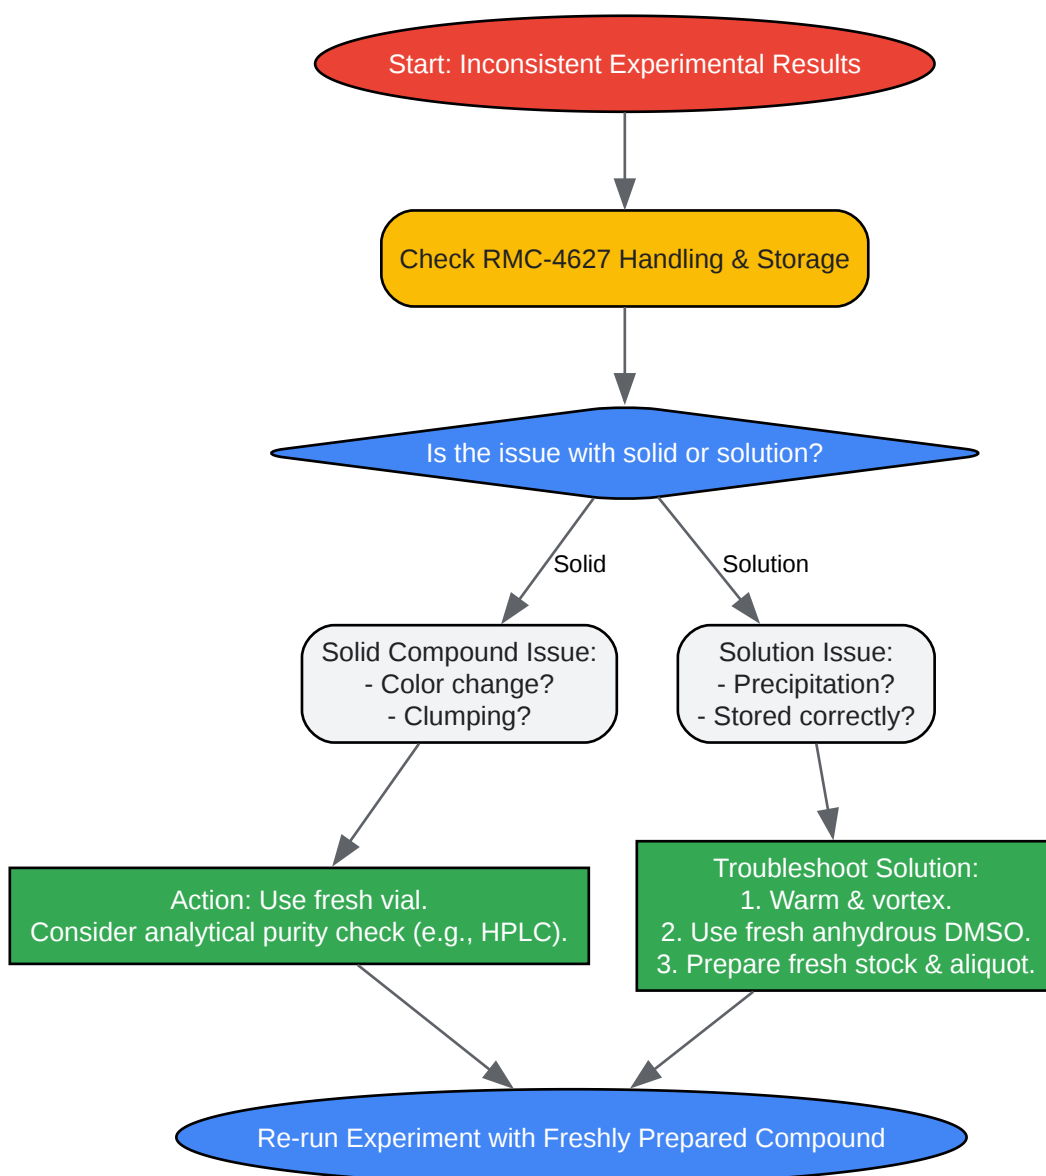 Start: Inconsistent Experimental Results
Check RMC-4627 Handling & Storage
Is the issue with solid or solution?
Solid
Solution
Solid Compound Issue:
- Color change?
- Clumping?
Solution Issue:
- Precipitation?
- Stored correctly?
Action: Use fresh vial.
Consider analytical purity check (e.g., HPLC).
Troubleshoot Solution:
1. Warm & vortex.
2. Use fresh anhydrous DMSO.
3. Prepare fresh stock & aliquot.
Re-run Experiment with Freshly Prepared Compound